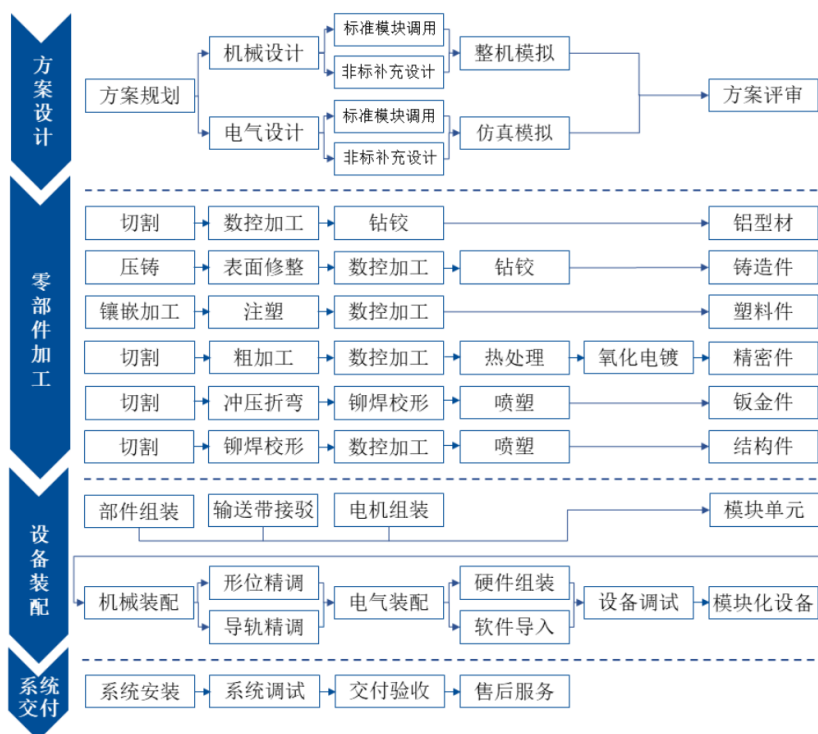 方案设计
标准模块调用
机械设计
非标补充设计
整机模拟
方案规划
方案评审
标准模块调用
电气设计
非标补充设计
仿真模拟
零部件加工
切割 数控加工 钻铰 铝型材
压铸 表面修整 数控加工 钻铰 铸造件
镶嵌加工 注塑 数控加工 塑料件
切割 粗加工 数控加工 热处理 氧化电镀 精密件
切割 冲压折弯 铆焊校形 喷塑 钣金件
切割 铆焊校形 数控加工 喷塑 结构件
设备装配
部件组装 输送带接驳 电机组装 模块单元
机械装配
形位精调
导轨精调
电气装配
硬件组装
软件导入
设备调试
模块化设备
系统
交付
系统安装 系统调试 交付验收 售后服务